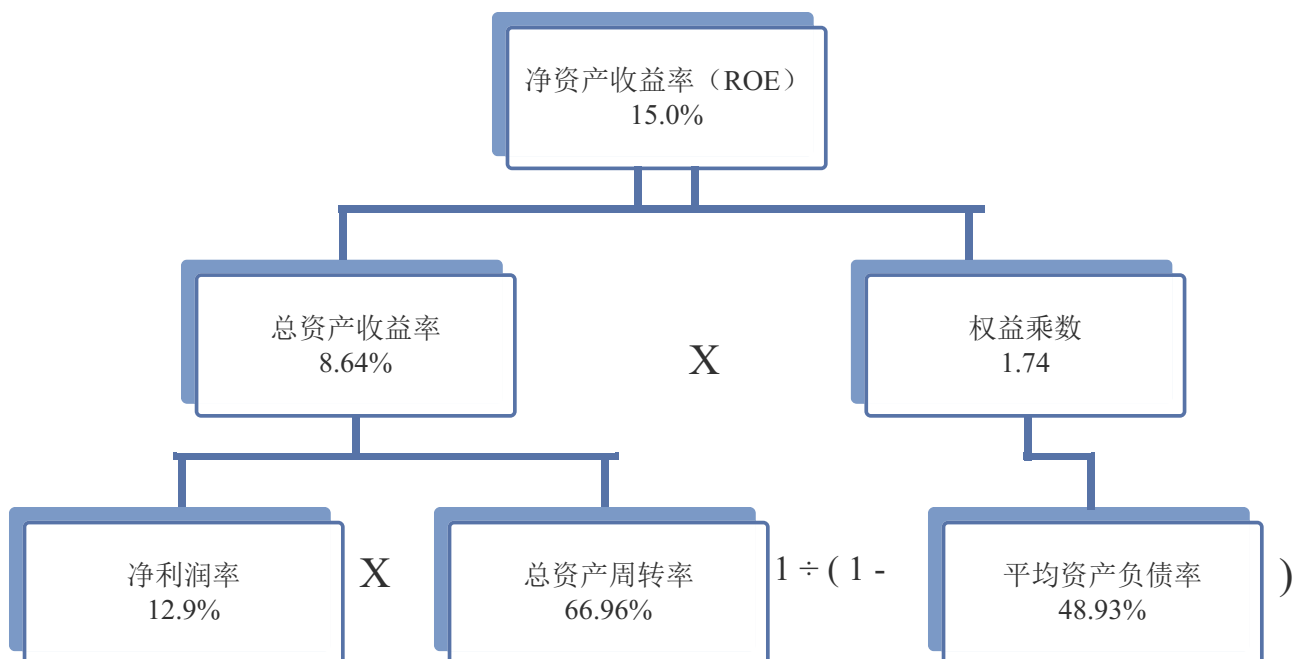 净资产收益率（ROE）
15.0%
总资产收益率
8.64%
X
权益乘数
1.74
净利润率
12.9%
X
总资产周转率
66.96%
1 ÷ ( 1 -
平均资产负债率
48.93%
)